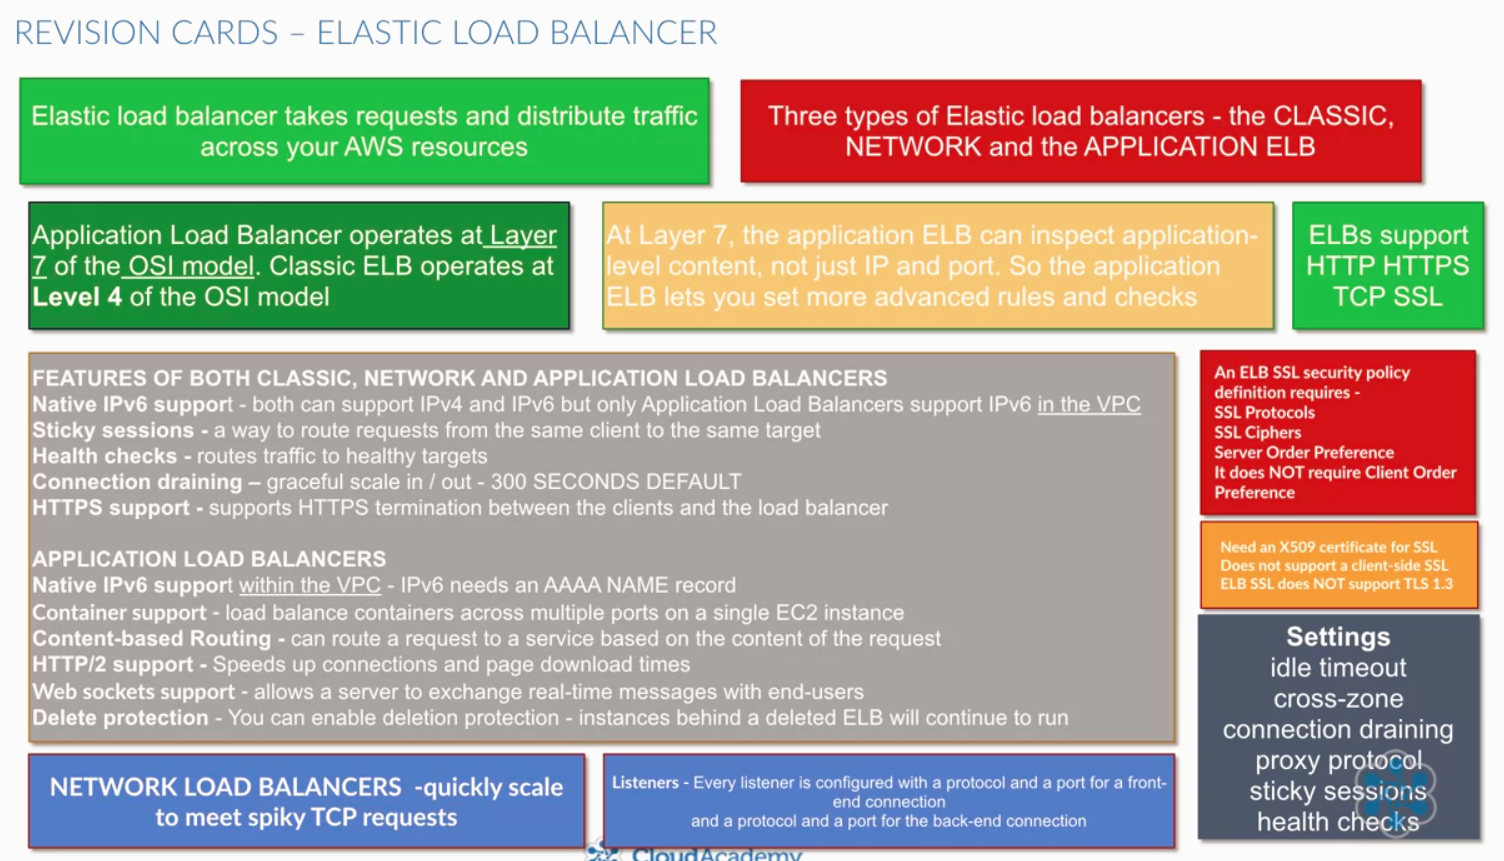 REVISION CARDS – ELASTIC LOAD BALANCER
Elastic load balancer takes requests and distribute traffic
across your AWS resources
Three types of Elastic load balancers - the CLASSIC,
NETWORK and the APPLICATION ELB
Application Load Balancer operates at Layer
7 of the OSI model. Classic ELB operates at
Level 4 of the OSI model
At Layer 7, the application ELB can inspect application-
level content, not just IP and port. So the application
ELB lets you set more advanced rules and checks
ELBs support
HTTP HTTPS
TCP SSL
FEATURES OF BOTH CLASSIC, NETWORK AND APPLICATION LOAD BALANCERS
Native IPv6 support - both can support IPv4 and IPv6 but only Application Load Balancers support IPv6 in the VPC
Sticky sessions - a way to route requests from the same client to the same target
Health checks - routes traffic to healthy targets
Connection draining – graceful scale in / out - 300 SECONDS DEFAULT
HTTPS support - supports HTTPS termination between the clients and the load balancer
APPLICATION LOAD BALANCERS
Native IPv6 support within the VPC - IPv6 needs an AAAA NAME record
Container support - load balance containers across multiple ports on a single EC2 instance
Content-based Routing - can route a request to a service based on the content of the request
HTTP/2 support - Speeds up connections and page download times
Web sockets support - allows a server to exchange real-time messages with end-users
Delete protection - You can enable deletion protection - instances behind a deleted ELB will continue to run
An ELB SSL security policy
definition requires -
SSL Protocols
SSL Ciphers
Server Order Preference
It does NOT require Client Order
Preference
Need an X509 certificate for SSL
Does not support a client-side SSL
ELB SSL does NOT support TLS 1.3
Settings
idle timeout
cross-zone
connection draining
proxy protocol
sticky sessions
health checks
NETWORK LOAD BALANCERS -quickly scale
to meet spiky TCP requests
Listeners - Every listener is configured with a protocol and a port for a front-
end connection
and a protocol and a port for the back-end connection
CloudAcademy